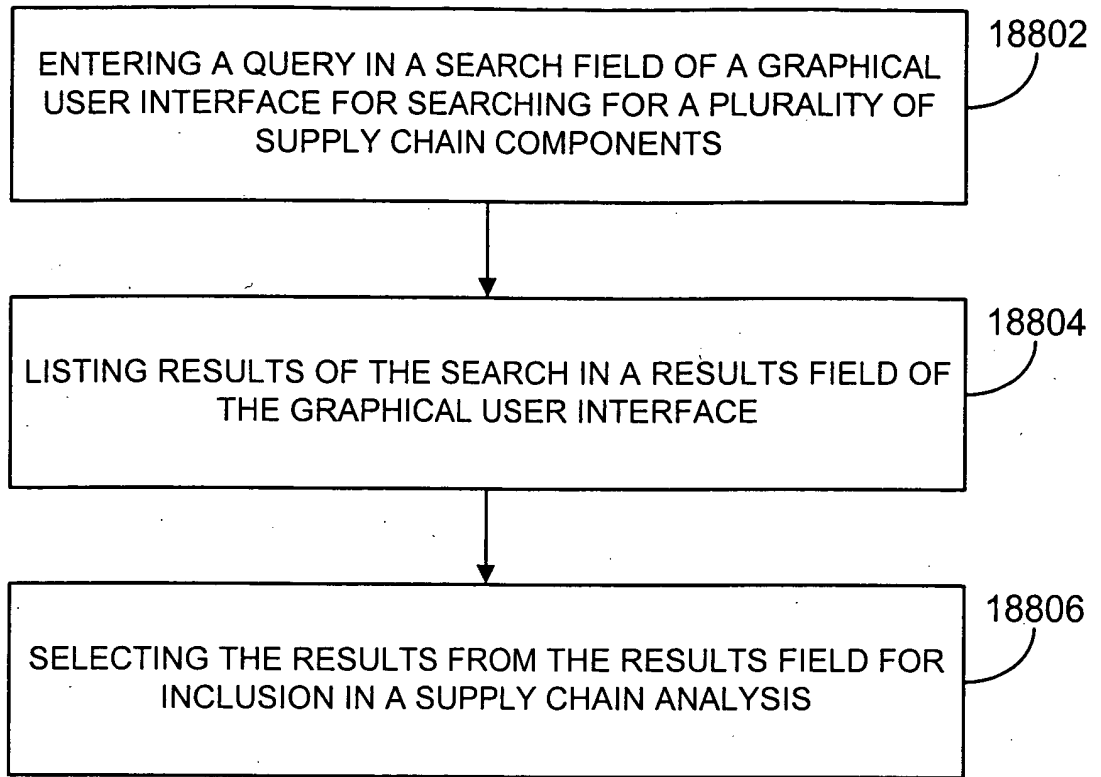 18802
ENTERING A QUERY IN A SEARCH FIELD OF A GRAPHICAL
USER INTERFACE FOR SEARCHING FOR A PLURALITY OF
SUPPLY CHAIN COMPONENTS
18804
LISTING RESULTS OF THE SEARCH IN A RESULTS FIELD OF
THE GRAPHICAL USER INTERFACE
18806
SELECTING THE RESULTS FROM THE RESULTS FIELD FOR
INCLUSION IN A SUPPLY CHAIN ANALYSIS